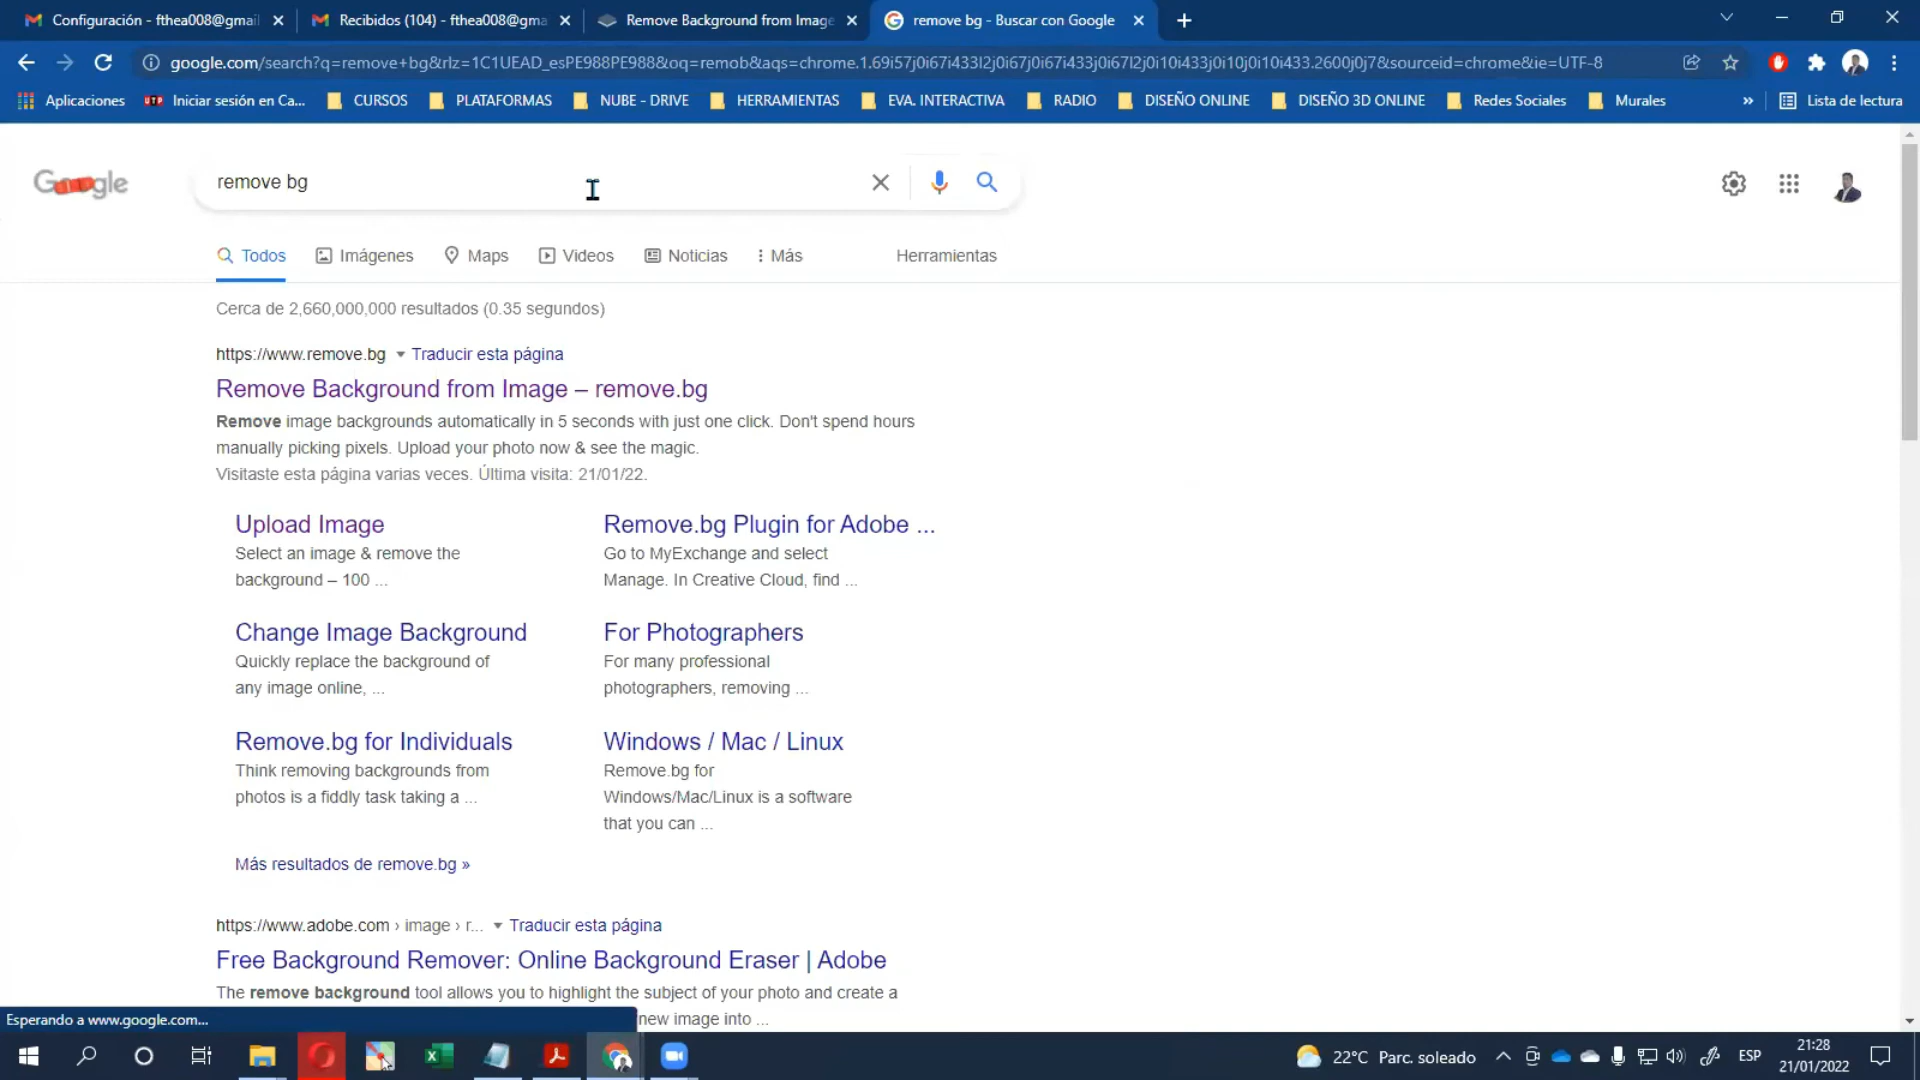 Configuración - fthea008@gmail
Recibidos (104) - fthea008@gma
Remove Background from Image
remove bg - Buscar con Google
google.com/search?q=remove+bg&rlz=1C1UEAD_esPE988PE988&oq=remob&aqs=chrome.1.69i57j0i67i433l2j0i67j0i67i433j0i67l2j0i10i433j0i10j0i10i433.2600j0j7&sourceid=chrome&ie=UTF-8
Aplicaciones
UTP Iniciar sesión en Ca...
CURSOS
PLATAFORMAS
NUBE - DRIVE
HERRAMIENTAS
EVA. INTERACTIVA
RADIO
DISEÑO ONLINE
DISEÑO 3D ONLINE
Redes Sociales
Murales
»
Lista de lectura
Google
remove bg
Todos
Imágenes
Maps
Videos
Noticias
Más
Herramientas
Cerca de 2,660,000,000 resultados (0.35 segundos)
https://www.remove.bg Traducir esta página
Remove Background from Image – remove.bg
Remove image backgrounds automatically in 5 seconds with just one click. Don't spend hours
manually picking pixels. Upload your photo now & see the magic.
Visitaste esta página varias veces. Última visita: 21/01/22.
Upload Image
Select an image & remove the
background – 100 ...
Remove.bg Plugin for Adobe ...
Go to MyExchange and select
Manage. In Creative Cloud, find ...
Change Image Background
Quickly replace the background of
any image online, ...
For Photographers
For many professional
photographers, removing ...
Remove.bg for Individuals
Think removing backgrounds from
photos is a fiddly task taking a ...
Windows / Mac / Linux
Remove.bg for
Windows/Mac/Linux is a software
that you can ...
Más resultados de remove.bg »
https://www.adobe.com › image › r... Traducir esta página
Free Background Remover: Online Background Eraser | Adobe
The remove background tool allows you to highlight the subject of your photo and create a
new image into ...
Esperando a www.google.com...
22°C Parc. soleado
ESP
21:28
21/01/2022